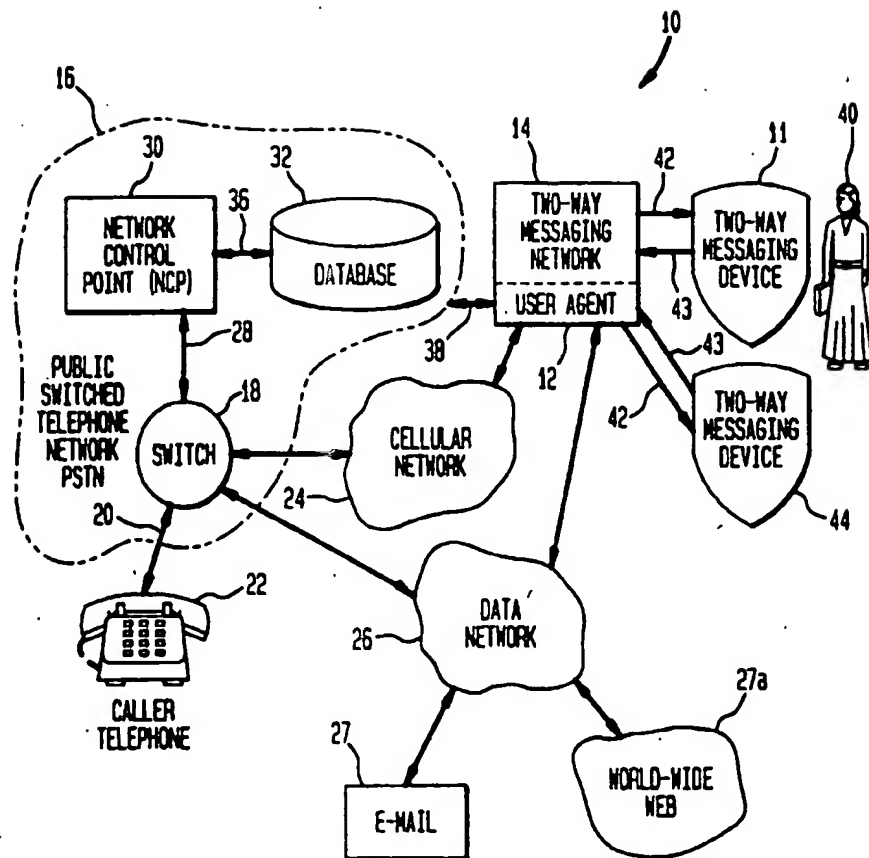 10
16
30
32
14
42
11
40
NETWORK
CONTROL
POINT (NCP)
36
DATABASE
TWO-WAY
MESSAGING
NETWORK
USER AGENT
TWO-WAY
MESSAGING
DEVICE
43
28
38
12
43
42
PUBLIC
SWITCHED
TELEPHONE
NETWORK
PSTN
18
SWITCH
CELLULAR
NETWORK
24
TWO-WAY
MESSAGING
DEVICE
44
20
22
CALLER
TELEPHONE
26
DATA
NETWORK
27
E-MAIL
27a
WORLD-WIDE
WEB